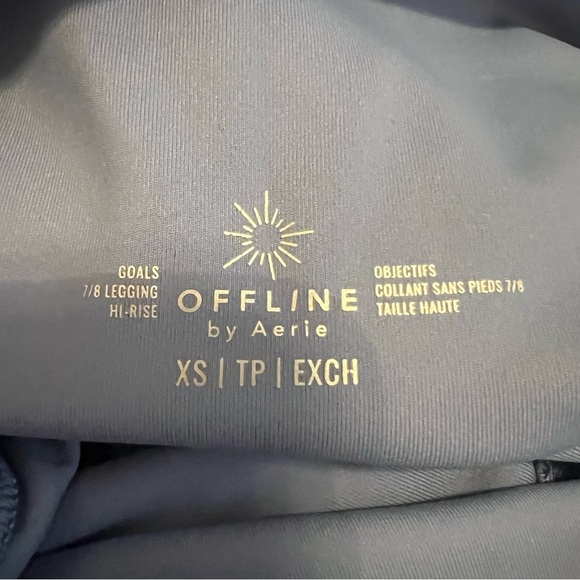 GOALS
7/8 LEGGING
HI-RISE
OFFLINE
by Aerie
XS | TP | EXCH
OBJECTIFS
COLLANT SANS PIEDS 7/8
TAILLE HAUTE